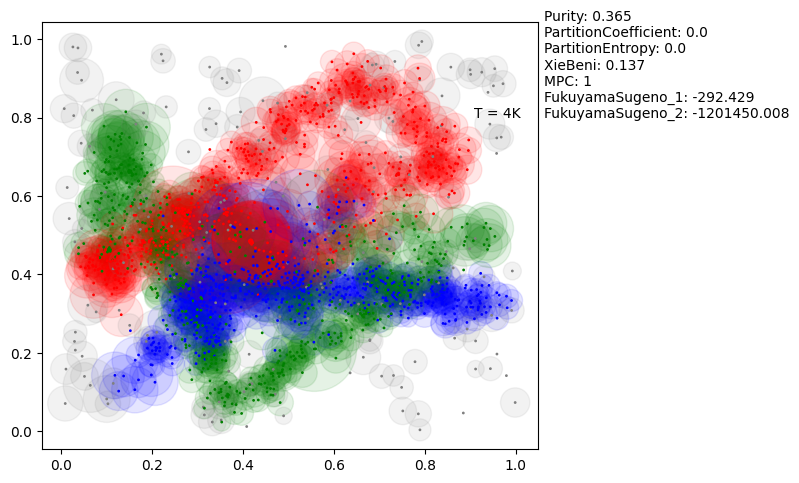 Purity: 0.365
PartitionCoefficient: 0.0
PartitionEntropy: 0.0
XieBeni: 0.137
MPC: 1
FukuyamaSugeno_1: -292.429
FukuyamaSugeno_2: -1201450.008
T = 4K
1.0
0.8
0.6
0.4
0.2
0.0
0.0 0.2 0.4 0.6 0.8 1.0